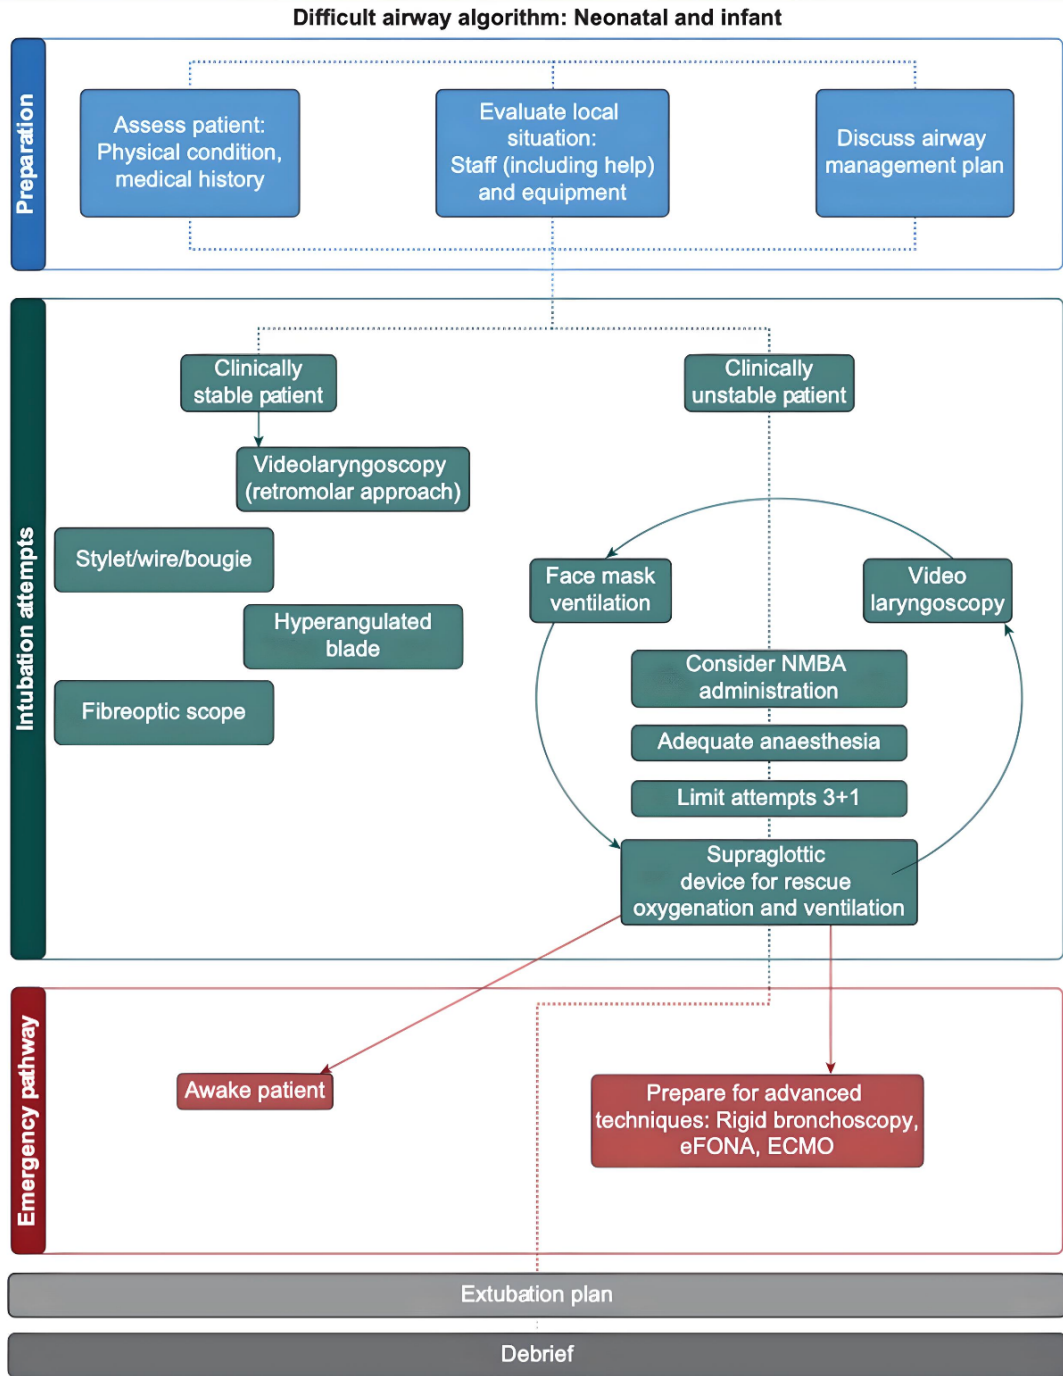 Difficult airway algorithm: Neonatal and infant
Preparation
Assess patient:
Physical condition,
medical history
Evaluate local
situation:
Staff (including help)
and equipment
Discuss airway
management plan
Intubation attempts
Clinically
stable patient
Clinically
unstable patient
Videolaryngoscopy
(retromolar approach)
Stylet/wire/bougie
Hyperangulated
blade
Fibreoptic scope
Face mask
ventilation
Video
laryngoscopy
Consider NMBA
administration
Adequate anaesthesia
Limit attempts 3+1
Supraglottic
device for rescue
oxygenation and ventilation
Emergency pathway
Awake patient
Prepare for advanced
techniques: Rigid bronchoscopy,
eFONA, ECMO
Extubation plan
Debrief